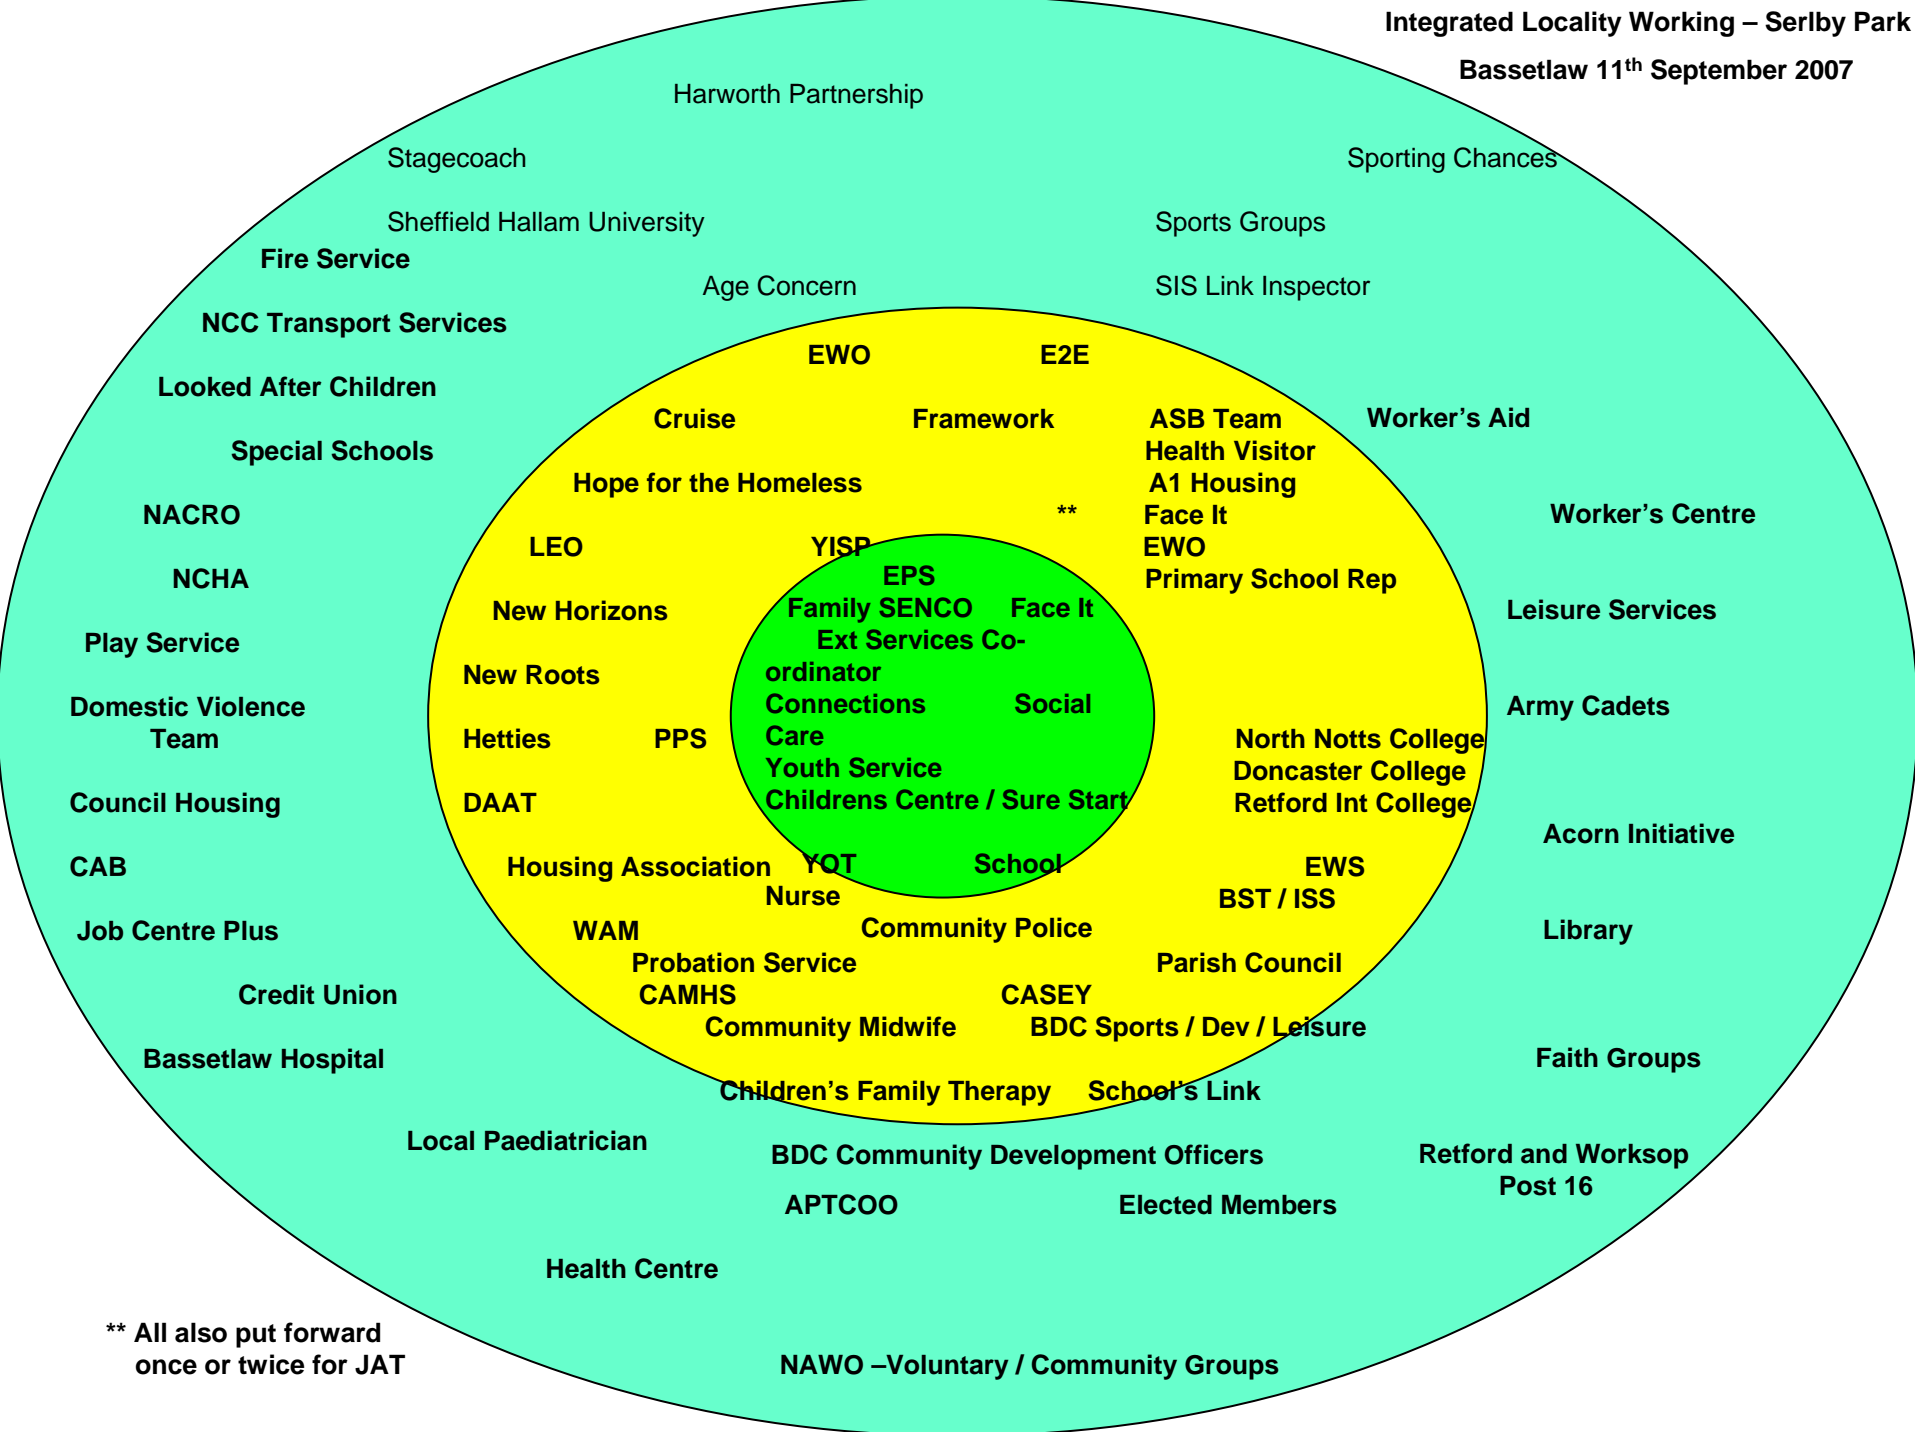 Integrated Locality Working – Serlby Park
Bassetlaw 11th September 2007
Harworth Partnership
Stagecoach
Sporting Chances
Sheffield Hallam University
Sports Groups
Fire Service
Age Concern
SIS Link Inspector
NCC Transport Services
EWO
E2E
Looked After Children
Cruise
Framework
ASB Team
Worker’s Aid
Special Schools
Health Visitor
Hope for the Homeless
A1 Housing
NACRO
**
Face It
Worker’s Centre
LEO
YISP
EWO
NCHA
EPS
Primary School Rep
New Horizons
Family SENCO Face It
Leisure Services
Play Service
Ext Services Co-
ordinator
New Roots
Domestic Violence
Team
Connections Social
Care
Army Cadets
Hetties
PPS
North Notts College
Youth Service
Doncaster College
Council Housing
DAAT
Childrens Centre / Sure Start
Retford Int College
Acorn Initiative
CAB
Housing Association
YOT School
Nurse
EWS
BST / ISS
Job Centre Plus
WAM
Community Police
Library
Probation Service
Parish Council
Credit Union
CAMHS
CASEY
Community Midwife
BDC Sports / Dev / Leisure
Bassetlaw Hospital
Faith Groups
Children’s Family Therapy
School’s Link
Local Paediatrician
BDC Community Development Officers
Retford and Worksop
Post 16
APTCOO
Elected Members
Health Centre
** All also put forward
once or twice for JAT
NAWO –Voluntary / Community Groups